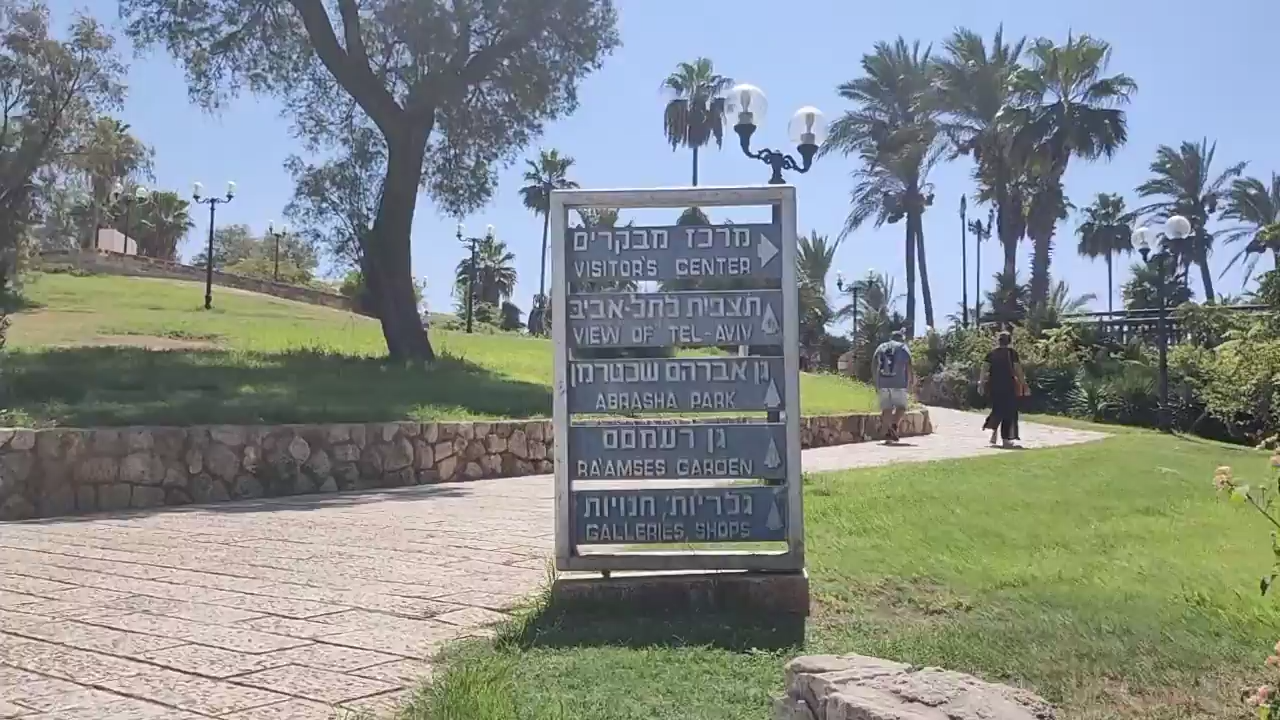 מרכז מבקרים
VISITOR'S CENTER
תצפית לתל-אביב
VIEW OF TEL-AVIV
גן אברהם שכטרמן
ABRASHA PARK
גן רעמסס
RA'AMSES GARDEN
גלריות, חנויות
GALLERIES, SHOPS